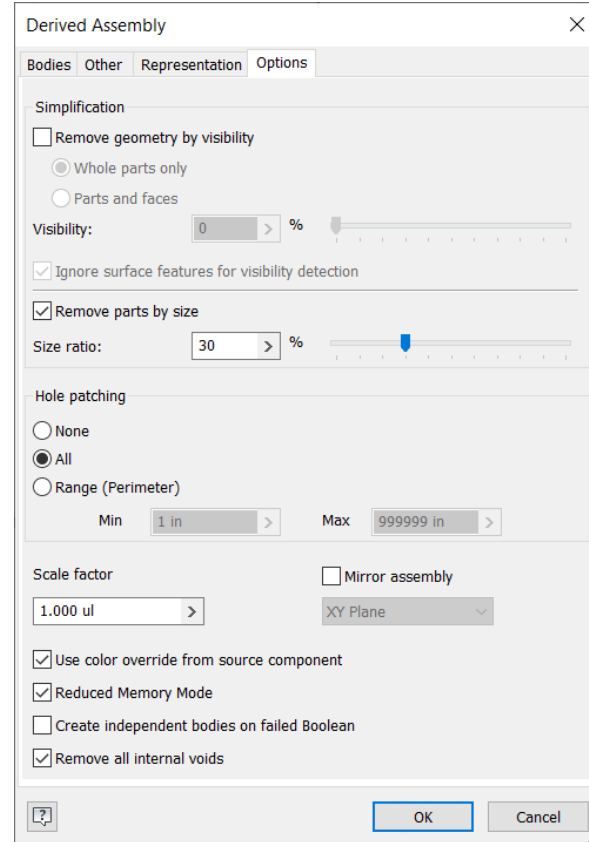 Derived Assembly
Bodies Other Representation Options
Simplification
Remove geometry by visibility
Whole parts only
Parts and faces
Visibility: 0 > %
Ignore surface features for visibility detection
Remove parts by size
Size ratio: 30 > %
Hole patching
None
All
Range (Perimeter)
Min 1 in > Max 999999 in >
Scale factor Mirror assembly
1.000 ul > XY Plane
Use color override from source component
Reduced Memory Mode
Create independent bodies on failed Boolean
Remove all internal voids
? OK Cancel